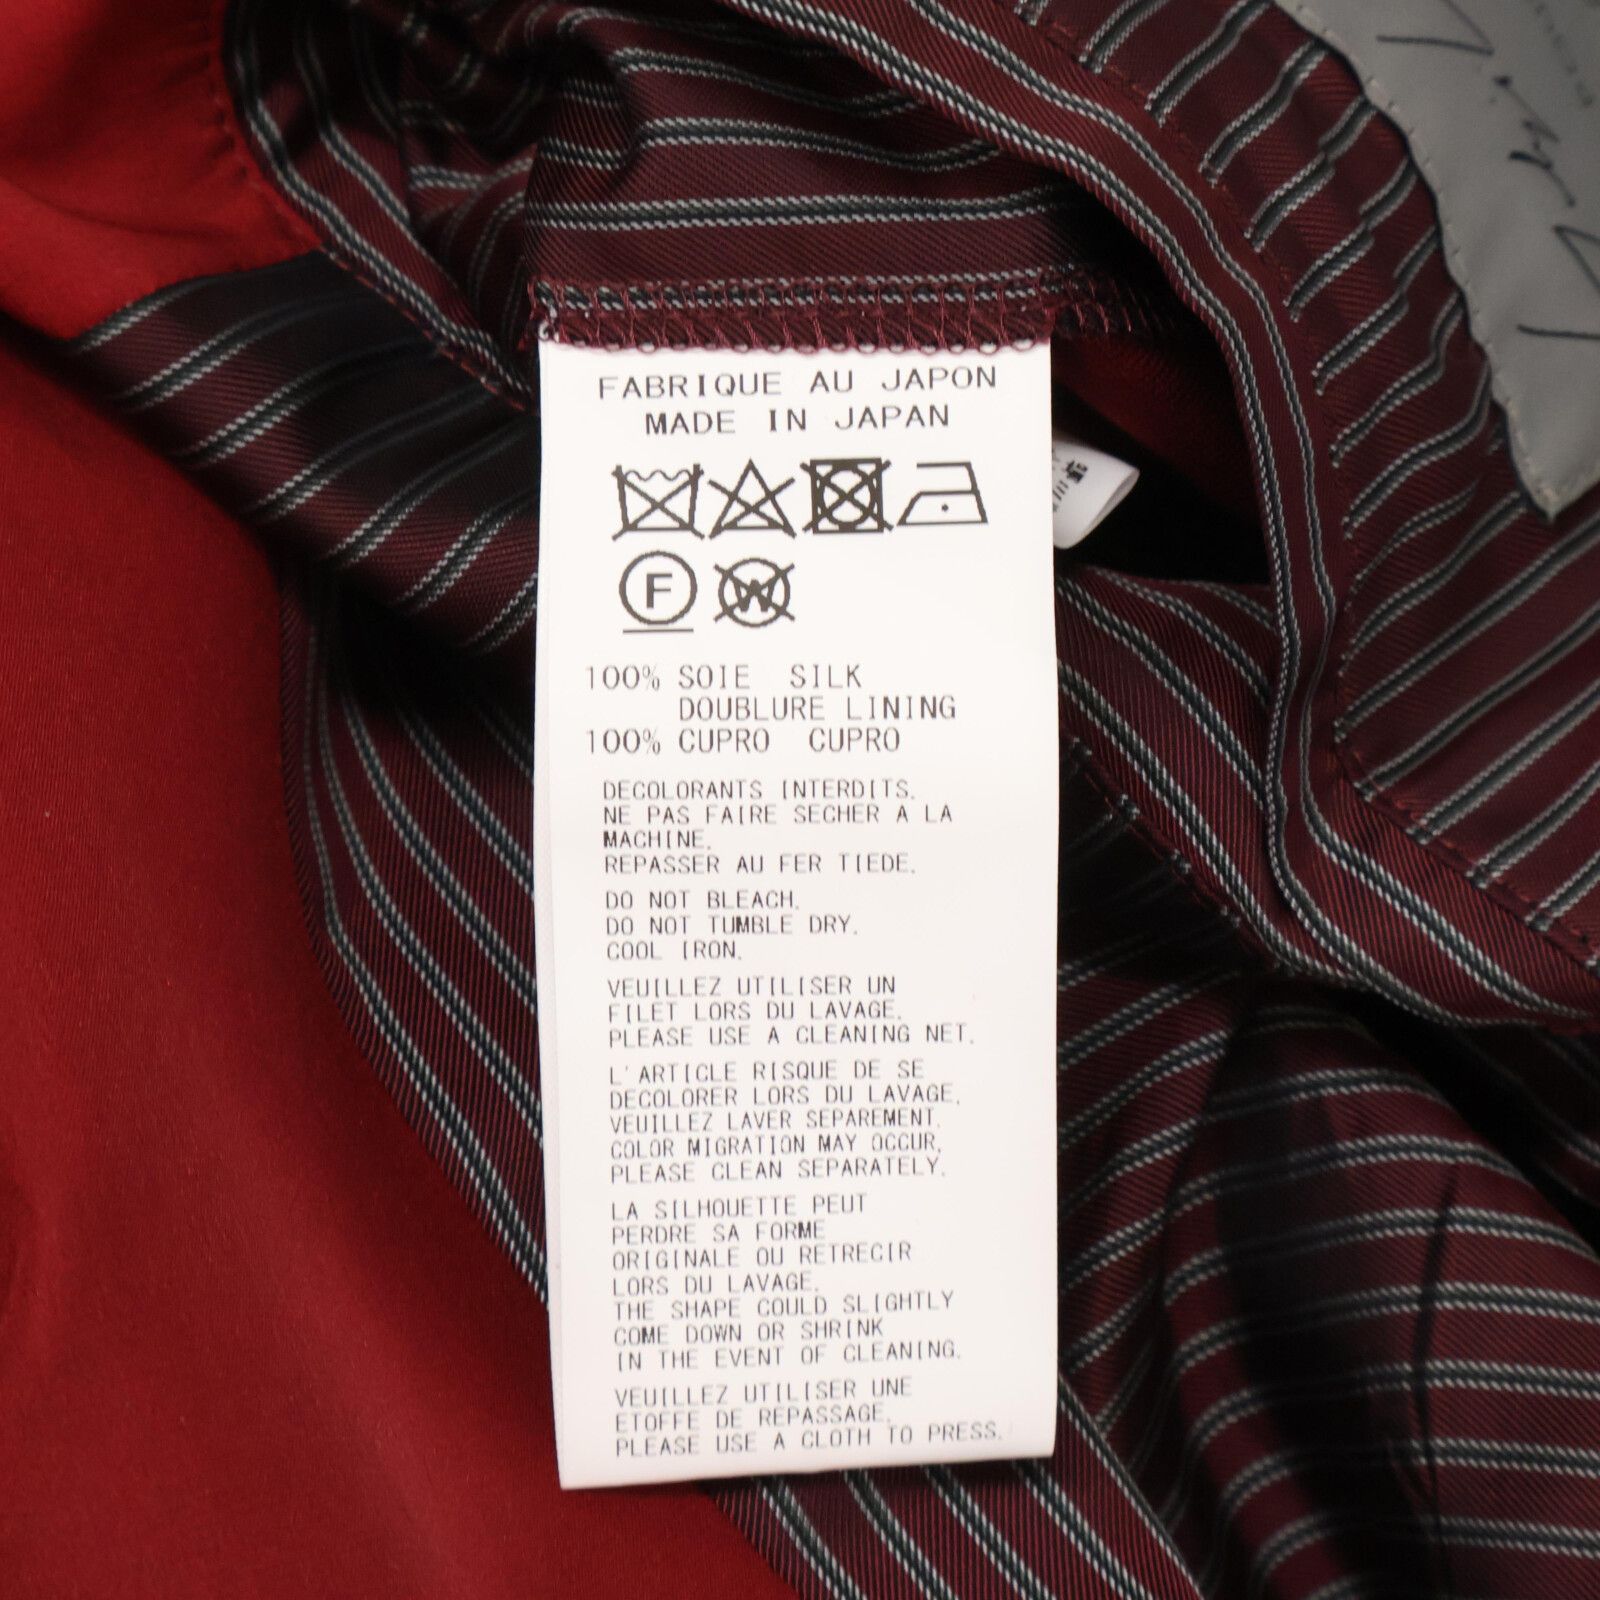 FABRIQUE AU JAPON
MADE IN JAPAN
F W
100% SOIE SILK
DOUBLURE LINING
100% CUPRO CUPRO
DECOLORANTS INTERDITS.
NE PAS FAIRE SECHER A LA
MACHINE.
REPASSER AU FER TIEDE.
DO NOT BLEACH.
DO NOT TUMBLE DRY.
COOL IRON.
VEUILLEZ UTILISER UN
FILET LORS DU LAVAGE.
PLEASE USE A CLEANING NET.
L'ARTICLE RISQUE DE SE
DECOLORER LORS DU LAVAGE.
VEUILLEZ LAVER SEPAREMENT.
COLOR MIGRATION MAY OCCUR,
PLEASE CLEAN SEPARATELY.
LA SILHOUETTE PEUT
PERDRE SA FORME
ORIGINALE OU RETRECIR
LORS DU LAVAGE.
THE SHAPE COULD SLIGHTLY
COME DOWN OR SHRINK
IN THE EVENT OF CLEANING.
VEUILLEZ UTILISER UNE
ETOFFE DE REPASSAGE.
PLEASE USE A CLOTH TO PRESS.